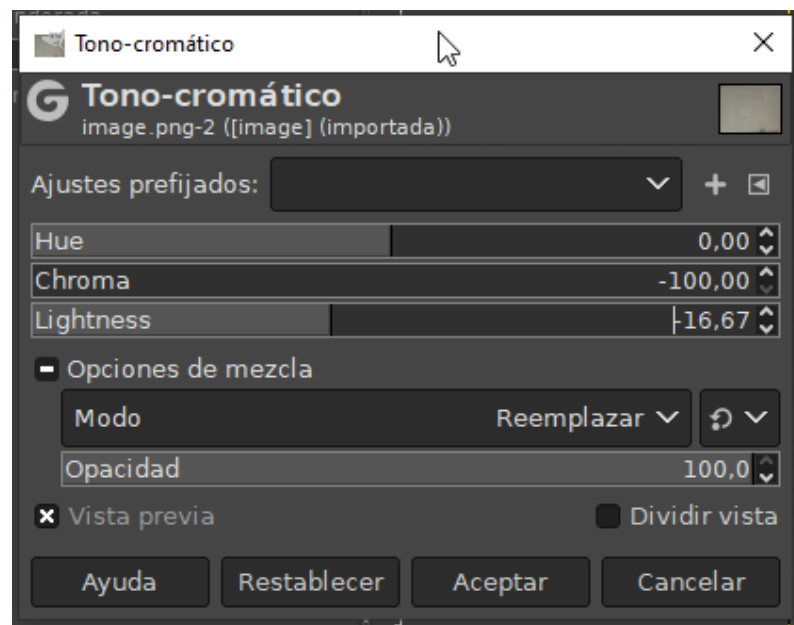 Tono-cromático
G Tono-cromático
image.png-2 ([image] (importada))
Ajustes prefijados:
Hue 0,00
Chroma -100,00
Lightness -16,67
Opciones de mezcla
Modo Reemplazar
Opacidad 100,0
Vista previa Dividir vista
Ayuda Restablecer Aceptar Cancelar